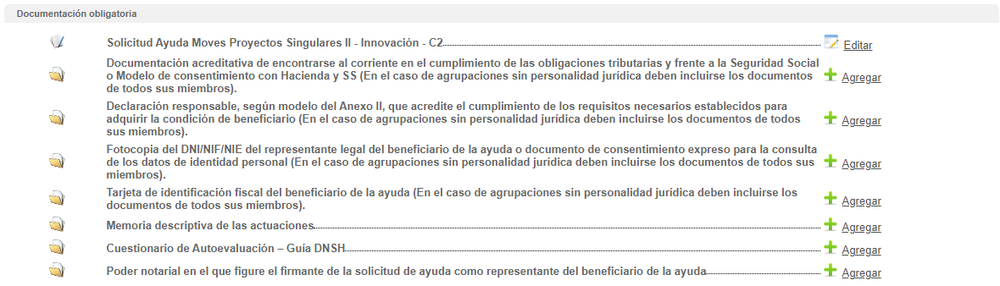 Documentación obligatoria
Solicitud Ayuda Moves Proyectos Singulares II - Innovación - C2
Editar
Documentación acreditativa de encontrarse al corriente en el cumplimiento de las obligaciones tributarias y frente a la Seguridad Social
o Modelo de consentimiento con Hacienda y SS (En el caso de agrupaciones sin personalidad jurídica deben incluirse los documentos
de todos sus miembros).
Agregar
Declaración responsable, según modelo del Anexo II, que acredite el cumplimiento de los requisitos necesarios establecidos para
adquirir la condición de beneficiario (En el caso de agrupaciones sin personalidad jurídica deben incluirse los documentos de todos
sus miembros).
Agregar
Fotocopia del DNI/NIF/NIE del representante legal del beneficiario de la ayuda o documento de consentimiento expreso para la consulta
de los datos de identidad personal (En el caso de agrupaciones sin personalidad jurídica deben incluirse los documentos de todos sus
miembros).
Agregar
Tarjeta de identificación fiscal del beneficiario de la ayuda (En el caso de agrupaciones sin personalidad jurídica deben incluirse los
documentos de todos sus miembros).
Agregar
Memoria descriptiva de las actuaciones
Agregar
Cuestionario de Autoevaluación – Guía DNSH
Agregar
Poder notarial en el que figure el firmante de la solicitud de ayuda como representante del beneficiario de la ayuda
Agregar